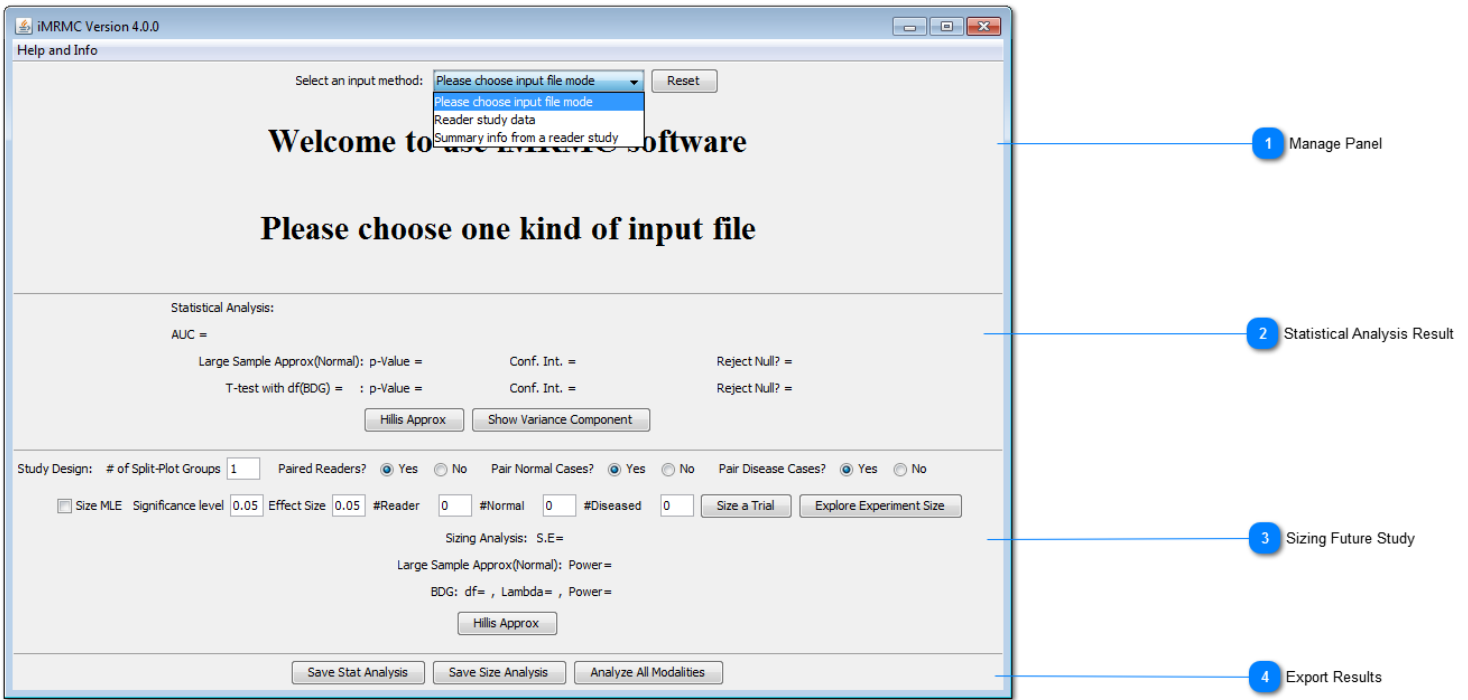 iMRMC Version 4.0.0
Help and Info
Select an input method: Please choose input file mode Reset
Please choose input file mode
Reader study data
Summary info from a reader study
Welcome to use iMRMC software
1 Manage Panel
Please choose one kind of input file
Statistical Analysis:
AUC =
2 Statistical Analysis Result
Large Sample Approx(Normal): p-Value = Conf. Int. = Reject Null? =
T-test with df(BDG) = : p-Value = Conf. Int. = Reject Null? =
Hillis Approx Show Variance Component
Study Design: # of Split-Plot Groups 1 Paired Readers? Yes No Pair Normal Cases? Yes No Pair Disease Cases? Yes No
Size MLE Significance level 0.05 Effect Size 0.05 #Reader 0 #Normal 0 #Diseased 0 Size a Trial Explore Experiment Size
Sizing Analysis: S.E=
3 Sizing Future Study
Large Sample Approx(Normal): Power=
BDG: df= , Lambda= , Power=
Hillis Approx
Save Stat Analysis Save Size Analysis Analyze All Modalities
4 Export Results